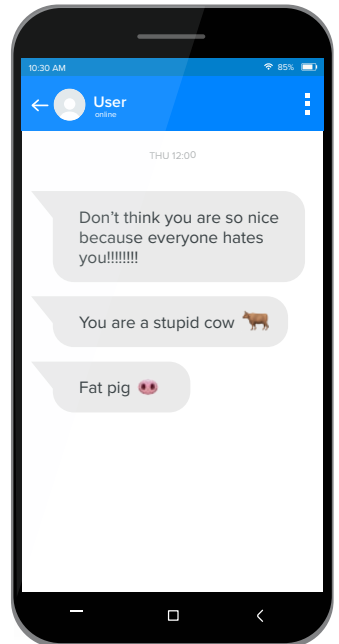 10:30 AM 85%
User
online
THU 12:00
Don't think you are so nice
because everyone hates
you!!!!!!!!
You are a stupid cow 🐂
Fat pig 🐽